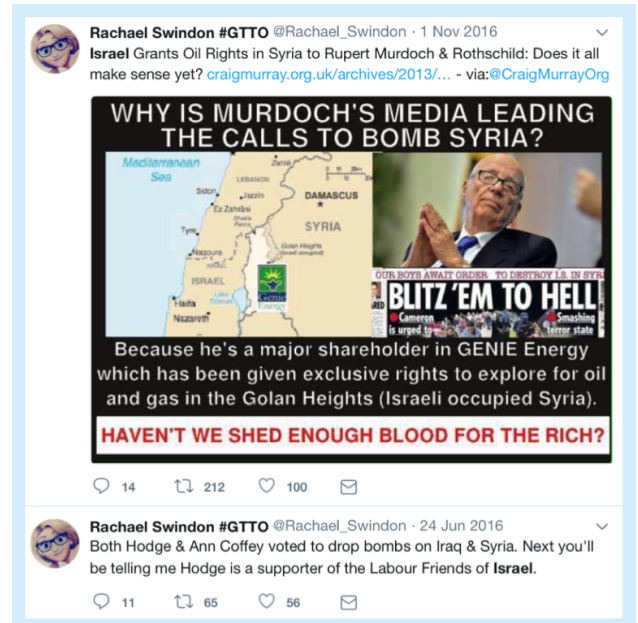 Rachael Swindon #GTTO @Rachael_Swindon · 1 Nov 2016
Israel Grants Oil Rights in Syria to Rupert Murdoch & Rothschild: Does it all
make sense yet? craigmurray.org.uk/archives/2013/... - via:@CraigMurrayOrg
WHY IS MURDOCH'S MEDIA LEADING
THE CALLS TO BOMB SYRIA?
Mediterranean
Sea
LEBANON
Sidon
Jazzin
Ez Zahrani
DAMASCUS
SYRIA
Tyre
Naqoura
Golan Heights
(Israeli occupied)
ISRAEL
Haifa
Nazareth
Genie
Energy
OUR BOYS AWAIT ORDER TO DESTROY I.S. IN SYRI
BLITZ 'EM TO HELL
Cameron
is urged to
Smashing
terror state
Because he's a major shareholder in GENIE Energy
which has been given exclusive rights to explore for oil
and gas in the Golan Heights (Israeli occupied Syria).
HAVEN'T WE SHED ENOUGH BLOOD FOR THE RICH?
14 212 100
Rachael Swindon #GTTO @Rachael_Swindon · 24 Jun 2016
Both Hodge & Ann Coffey voted to drop bombs on Iraq & Syria. Next you'll
be telling me Hodge is a supporter of the Labour Friends of Israel.
11 65 56